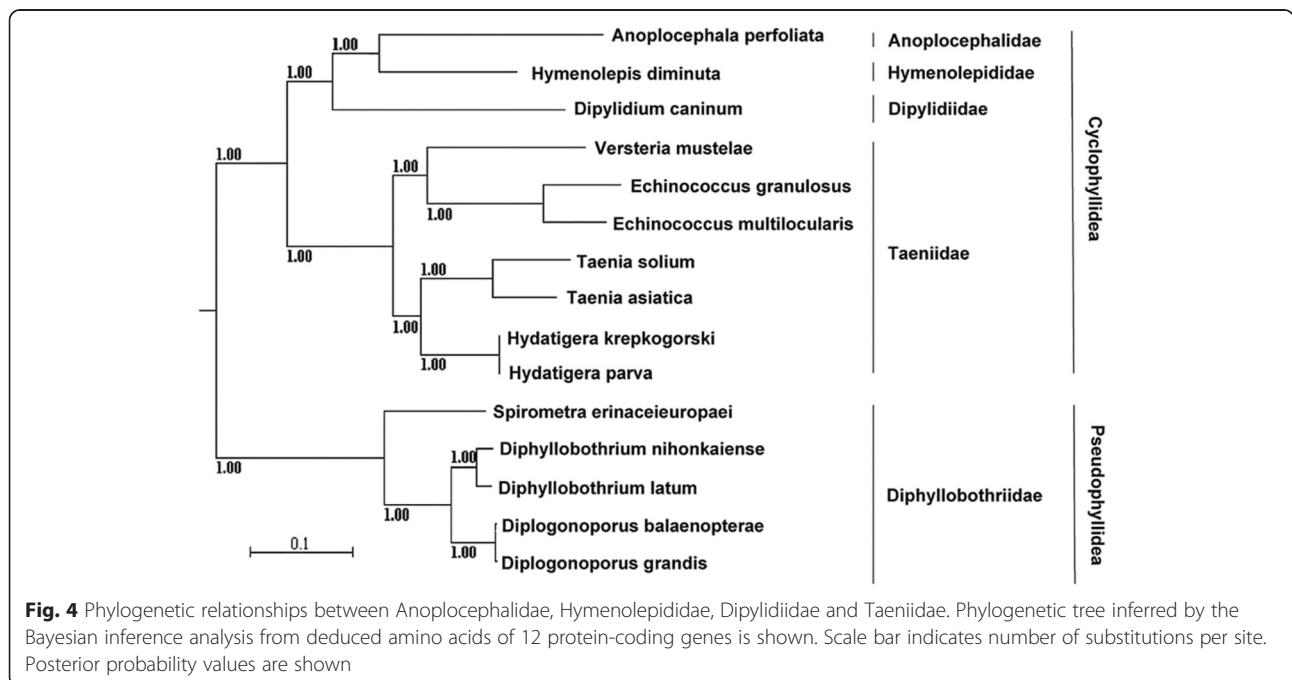 1.00
Anoplocephala perfoliata
Anoplocephalidae
1.00
Hymenolepis diminuta
Hymenolepididae
Dipylidium caninum
Dipylidiidae
1.00
1.00
Versteria mustelae
1.00
Echinococcus granulosus
1.00
Echinococcus multilocularis
Taeniidae
1.00
1.00
Taenia solium
Taenia asiatica
1.00
Hydatigera krepkogorski
1.00
Hydatigera parva
Cyclophyllidea
Spirometra erinaceieuropaei
1.00
1.00
Diphyllobothrium nihonkaiense
Diphyllobothrium latum
Diphyllobothriidae
1.00
Diplogonoporus balaenopterae
1.00
Diplogonoporus grandis
Pseudophyllidea
0.1
Fig. 4 Phylogenetic relationships between Anoplocephalidae, Hymenolepididae, Dipylidiidae and Taeniidae. Phylogenetic tree inferred by the
Bayesian inference analysis from deduced amino acids of 12 protein-coding genes is shown. Scale bar indicates number of substitutions per site.
Posterior probability values are shown